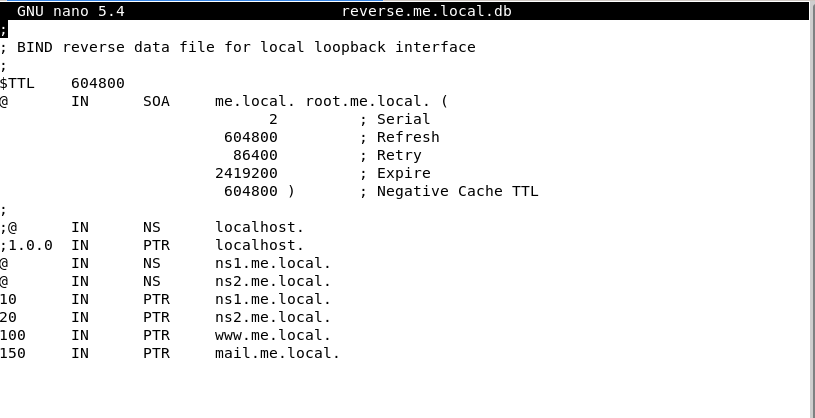 GNU nano 5.4 reverse.me.local.db
;
; BIND reverse data file for local loopback interface
;
$TTL 604800
@ IN SOA me.local. root.me.local. (
2 ; Serial
604800 ; Refresh
86400 ; Retry
2419200 ; Expire
604800 ) ; Negative Cache TTL
;
;@ IN NS localhost.
;1.0.0 IN PTR localhost.
@ IN NS ns1.me.local.
@ IN NS ns2.me.local.
10 IN PTR ns1.me.local.
20 IN PTR ns2.me.local.
100 IN PTR www.me.local.
150 IN PTR mail.me.local.